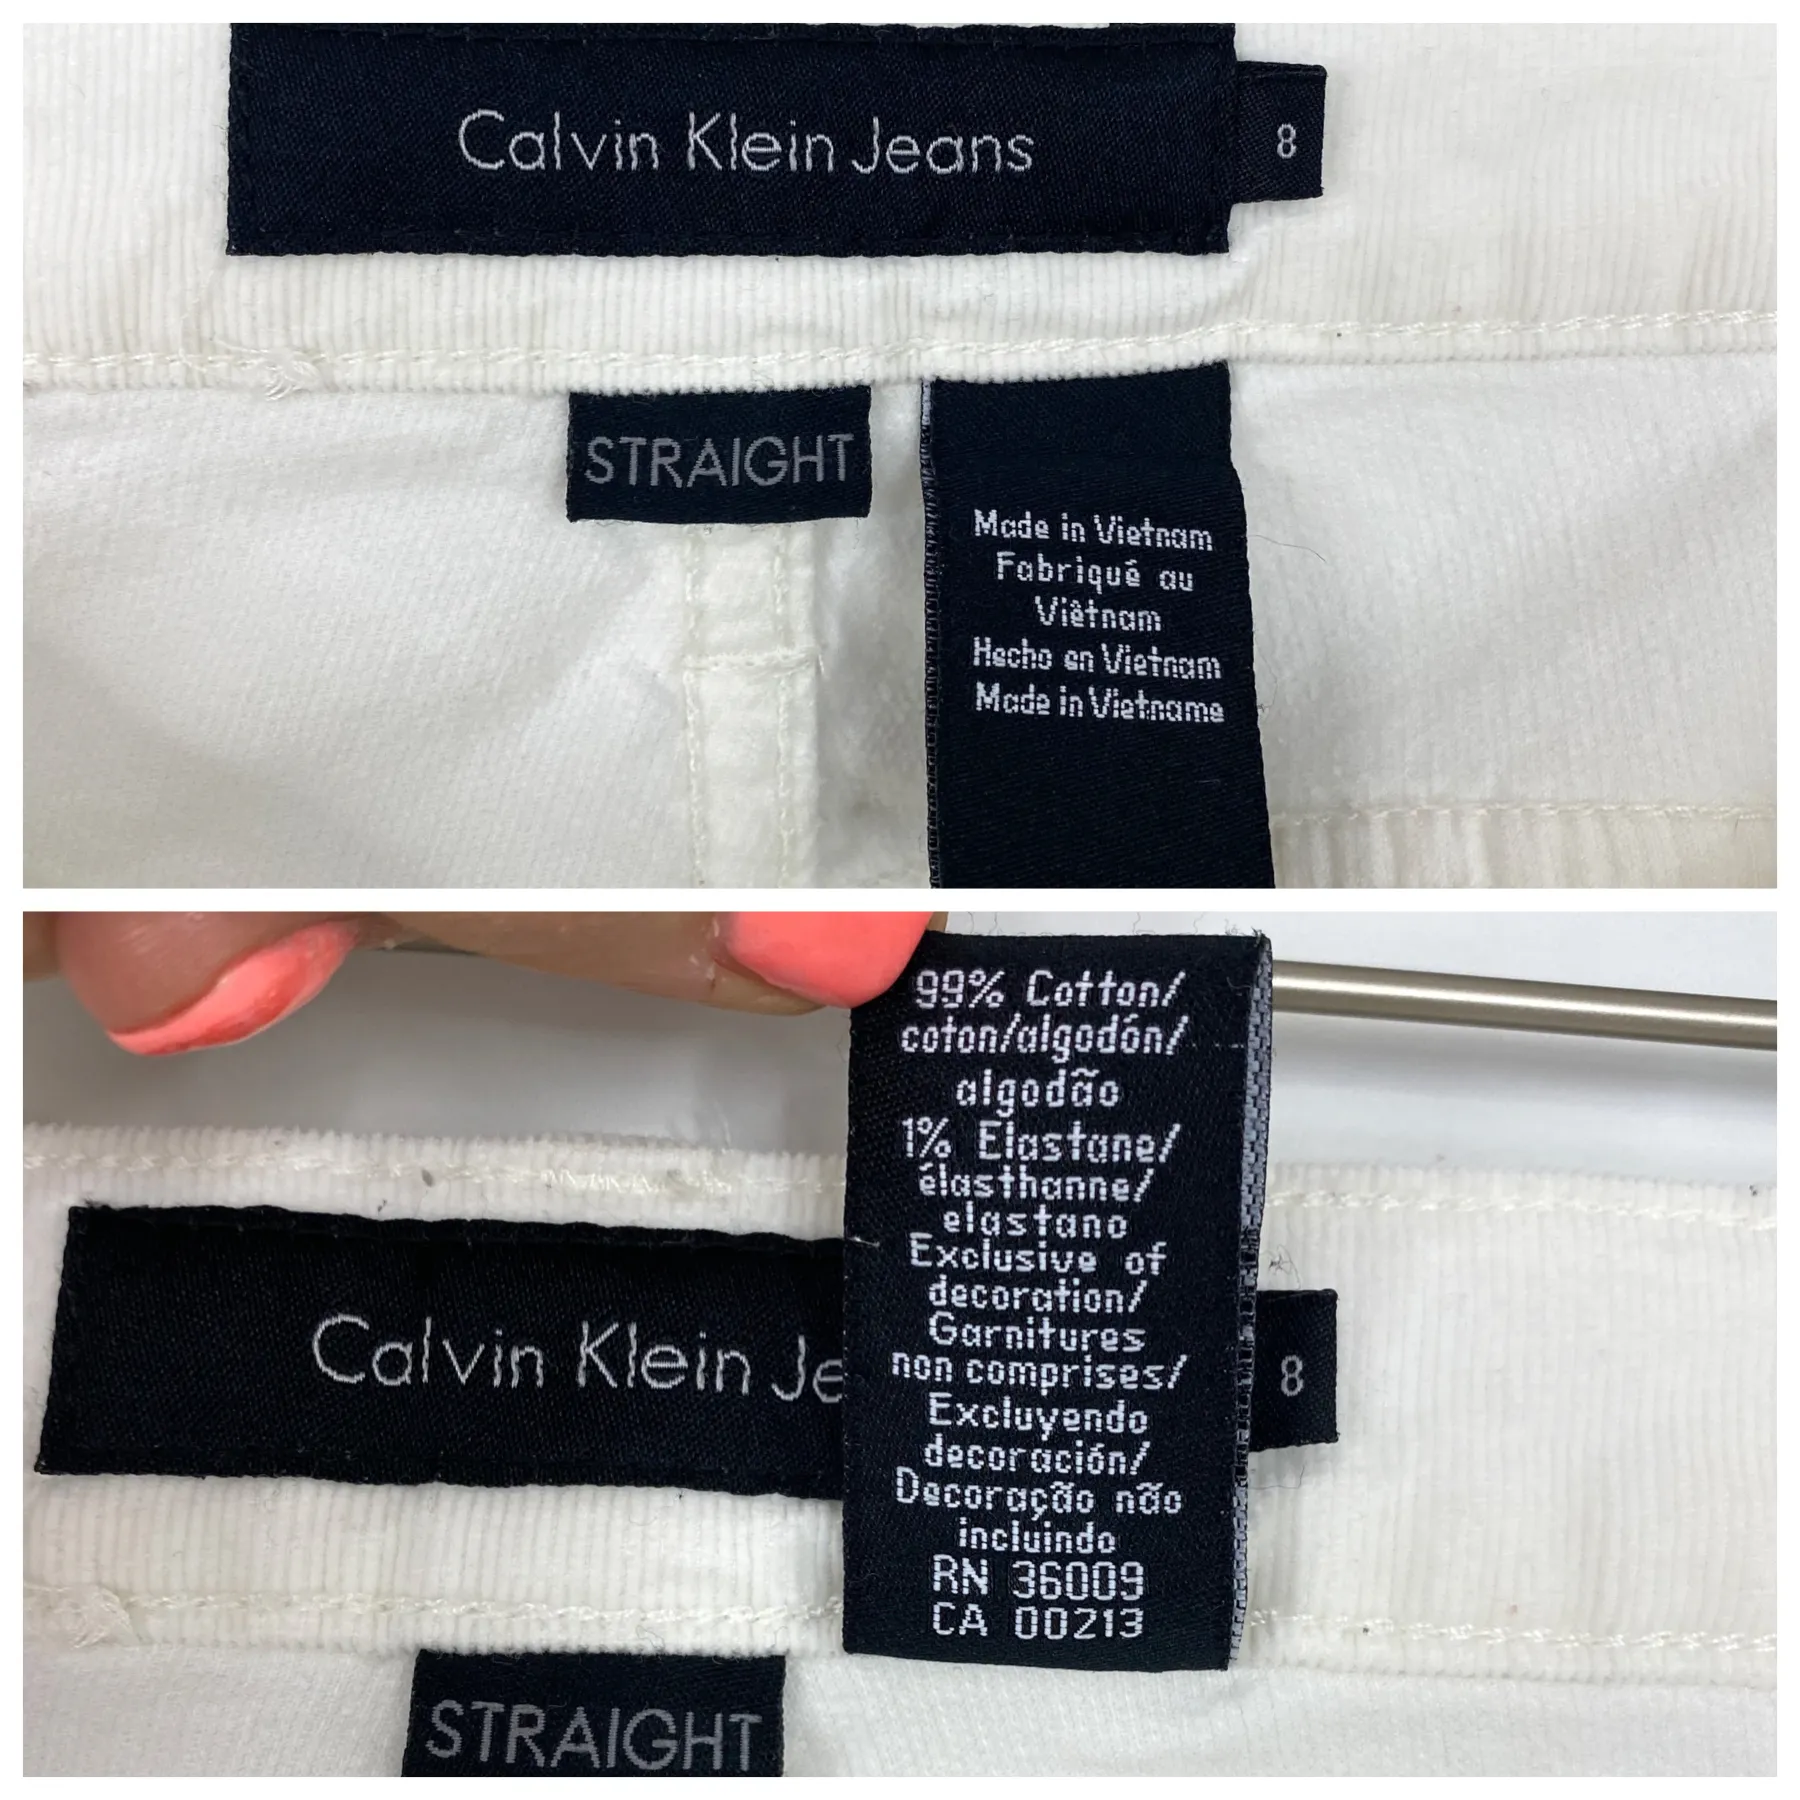 Calvin Klein Jeans
8
STRAIGHT
Made in Vietnam
Fabriqué au
Viêtnam
Hecho en Vietnam
Made in Vietname
99% Cotton/
coton/algodón/
algodão
1% Elastane/
élasthanne/
elastano
Exclusive of
decoration/
Garnitures
non comprises/
Excluyendo
decoración/
Decoração não
incluindo
RN 36009
CA 00213
Calvin Klein Je
8
STRAIGHT